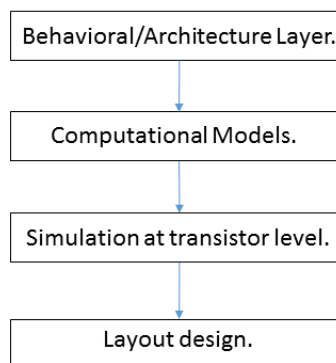 Behavioral/Architecture Layer.
Computational Models.
Simulation at transistor level.
Layout design.